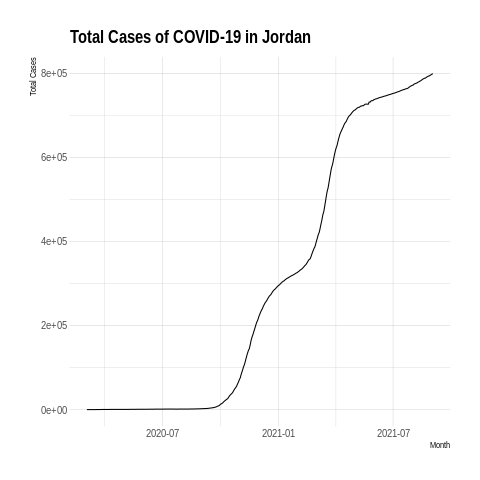 Total Cases of COVID-19 in Jordan
Total Cases
8e+05
6e+05
4e+05
2e+05
0e+00
2020-07
2021-01
2021-07
Month